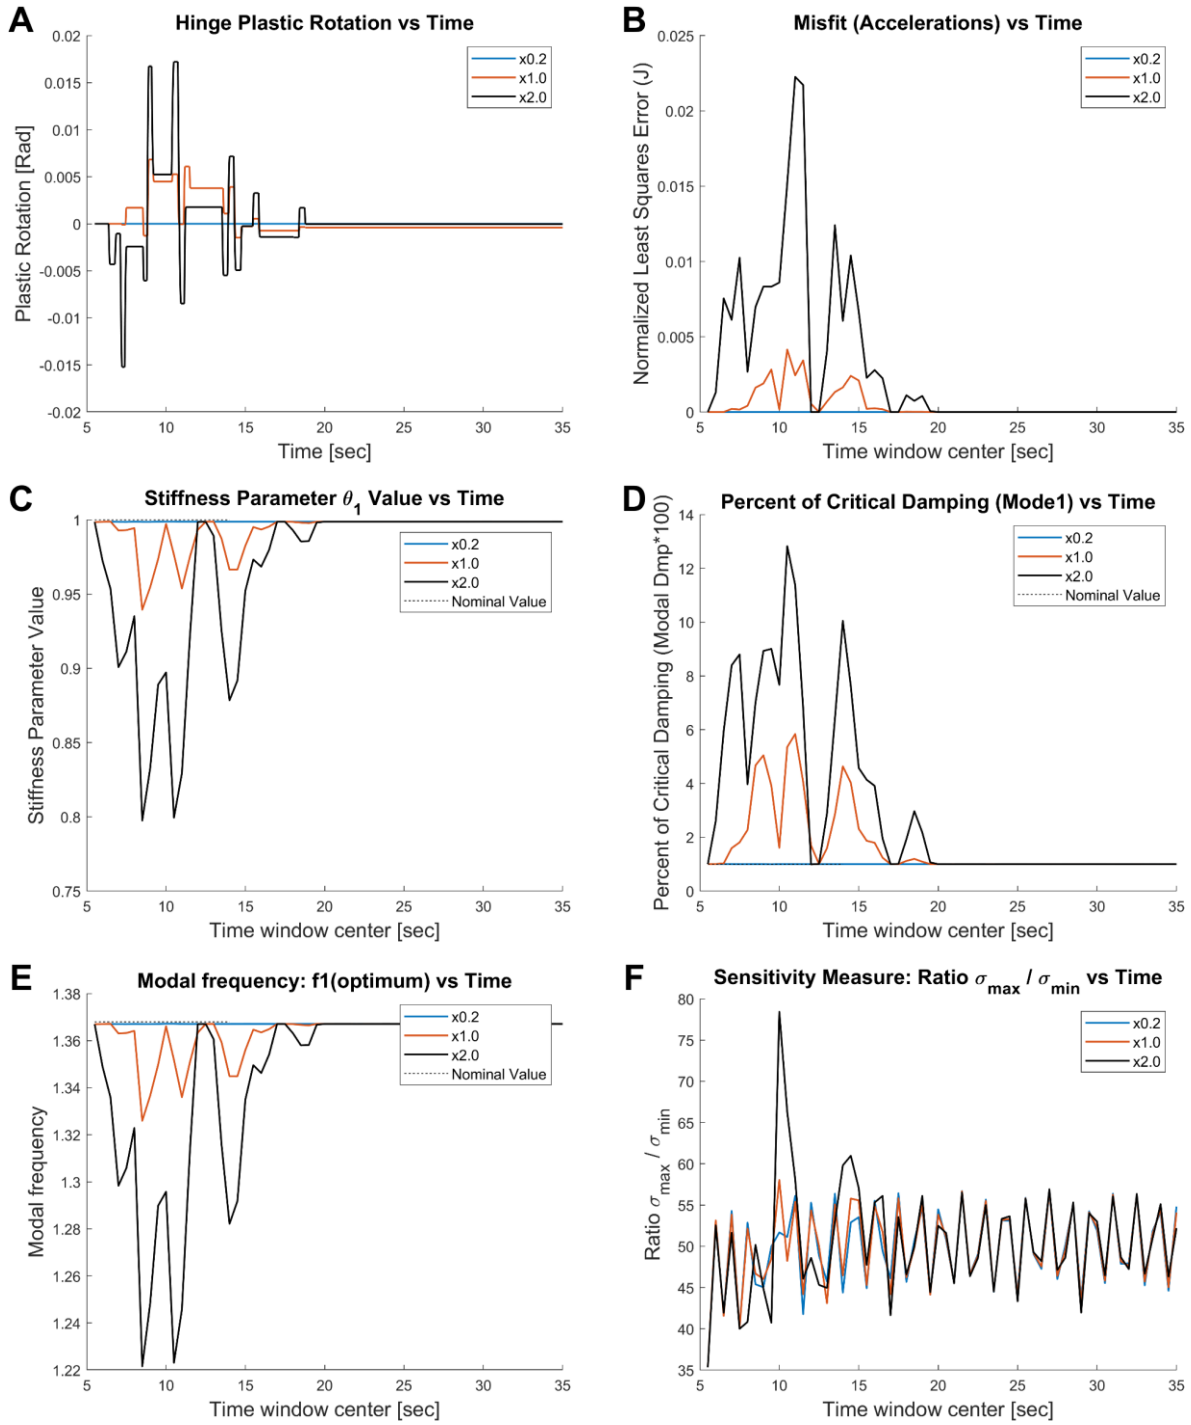 A
Hinge Plastic Rotation vs Time
Plastic Rotation [Rad]
0.02
0.015
0.01
0.005
0
-0.005
-0.01
-0.015
-0.02
5 10 15 20 25 30 35
Time [sec]
x0.2
x1.0
x2.0
B
Misfit (Accelerations) vs Time
Normalized Least Squares Error (J)
0.025
0.02
0.015
0.01
0.005
0
5 10 15 20 25 30 35
Time window center [sec]
x0.2
x1.0
x2.0
C
Stiffness Parameter θ1 Value vs Time
Stiffness Parameter Value
1
0.95
0.9
0.85
0.8
0.75
5 10 15 20 25 30 35
Time window center [sec]
x0.2
x1.0
x2.0
Nominal Value
D
Percent of Critical Damping (Mode1) vs Time
Percent of Critical Damping (Modal Dmp*100)
14
12
10
8
6
4
2
0
5 10 15 20 25 30 35
Time window center [sec]
x0.2
x1.0
x2.0
Nominal Value
E
Modal frequency: f1(optimum) vs Time
Modal frequency
1.38
1.36
1.34
1.32
1.3
1.28
1.26
1.24
1.22
5 10 15 20 25 30 35
Time window center [sec]
x0.2
x1.0
x2.0
Nominal Value
F
Sensitivity Measure: Ratio σmax / σmin vs Time
Ratio σmax / σmin
80
75
70
65
60
55
50
45
40
35
5 10 15 20 25 30 35
Time window center [sec]
x0.2
x1.0
x2.0